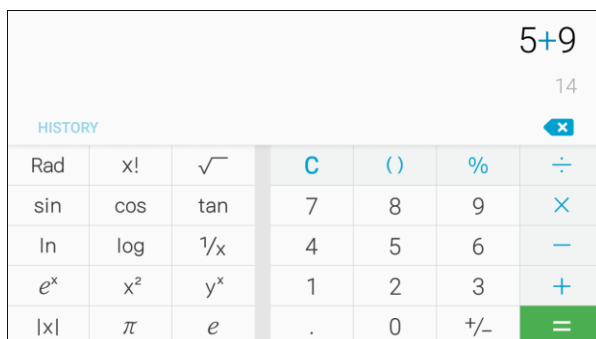 5+9
14
HISTORY
Rad x! √ C () % ÷
sin cos tan 7 8 9 ×
ln log 1/x 4 5 6 −
eˣ x² yˣ 1 2 3 +
|x| π e . 0 +/− =